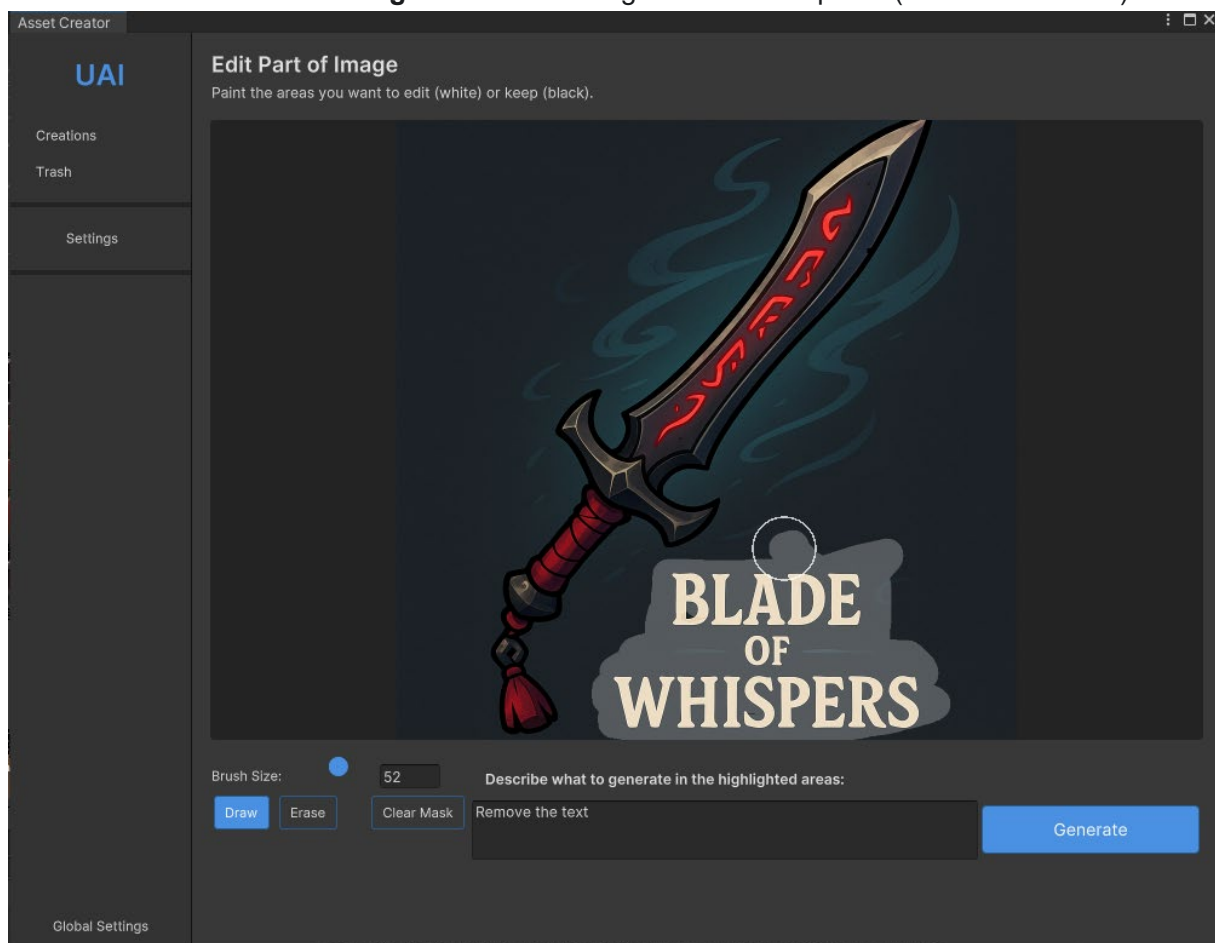 Asset Creator
UAI
Edit Part of Image
Paint the areas you want to edit (white) or keep (black).
Creations
Trash
Settings
BLADE
OF
WHISPERS
Brush Size:
52
Describe what to generate in the highlighted areas:
Draw
Erase
Clear Mask
Remove the text
Generate
Global Settings